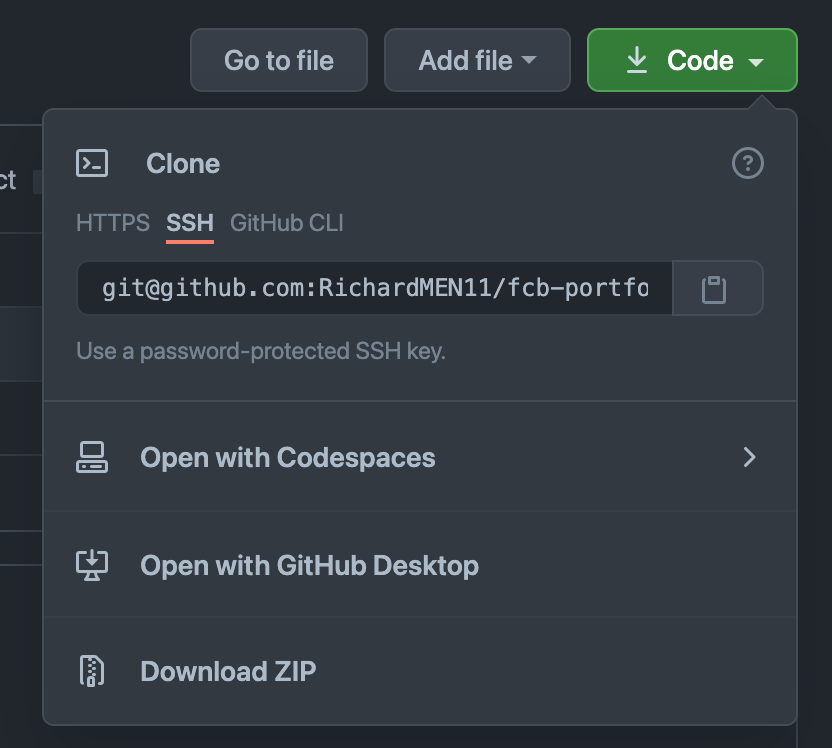 Go to file Add file Code
ct
Clone
HTTPS SSH GitHub CLI
git@github.com:RichardMEN11/fcb-portfo
Use a password-protected SSH key.
Open with Codespaces
Open with GitHub Desktop
Download ZIP